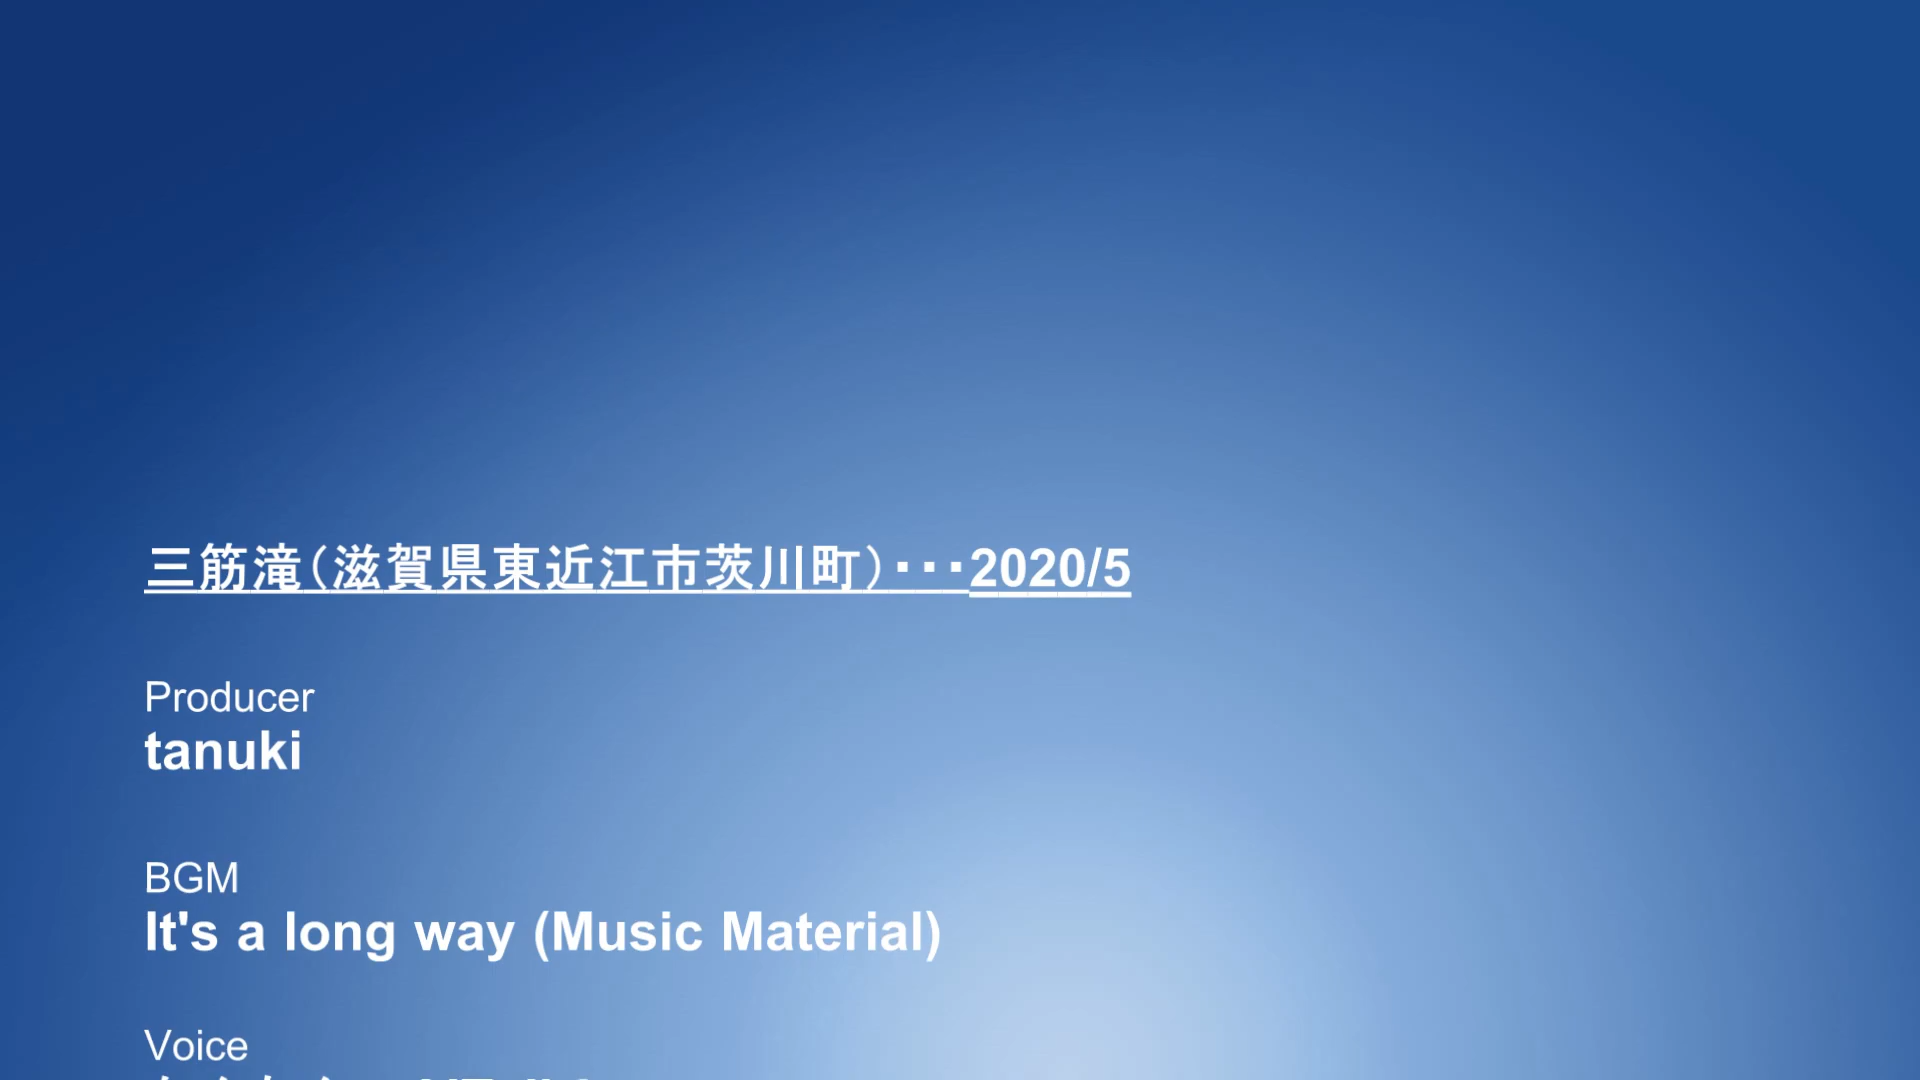 三筋滝(滋賀県東近江市茨川町)・・・2020/5
Producer
tanuki
BGM
It's a long way (Music Material)
Voice